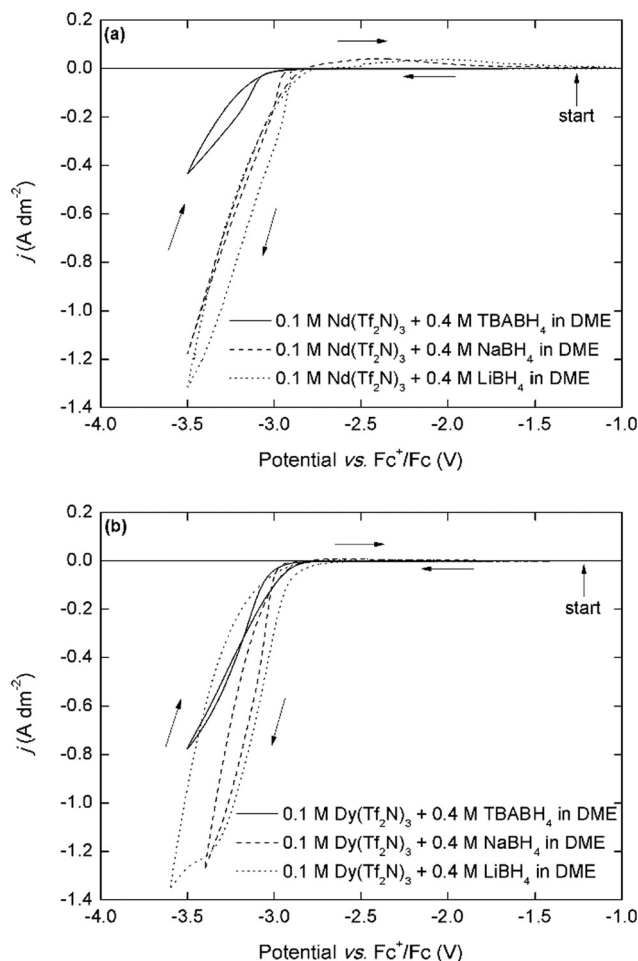 (a)
0.2
0.0
-0.2
-0.4
-0.6
-0.8
-1.0
-1.2
-1.4
j (A dm⁻²)
start
0.1 M Nd(Tf₂N)₃ + 0.4 M TBABH₄ in DME
0.1 M Nd(Tf₂N)₃ + 0.4 M NaBH₄ in DME
0.1 M Nd(Tf₂N)₃ + 0.4 M LiBH₄ in DME
-4.0 -3.5 -3.0 -2.5 -2.0 -1.5 -1.0
Potential vs. Fc⁺/Fc (V)
(b)
0.2
0.0
-0.2
-0.4
-0.6
-0.8
-1.0
-1.2
-1.4
j (A dm⁻²)
start
0.1 M Dy(Tf₂N)₃ + 0.4 M TBABH₄ in DME
0.1 M Dy(Tf₂N)₃ + 0.4 M NaBH₄ in DME
0.1 M Dy(Tf₂N)₃ + 0.4 M LiBH₄ in DME
-4.0 -3.5 -3.0 -2.5 -2.0 -1.5 -1.0
Potential vs. Fc⁺/Fc (V)